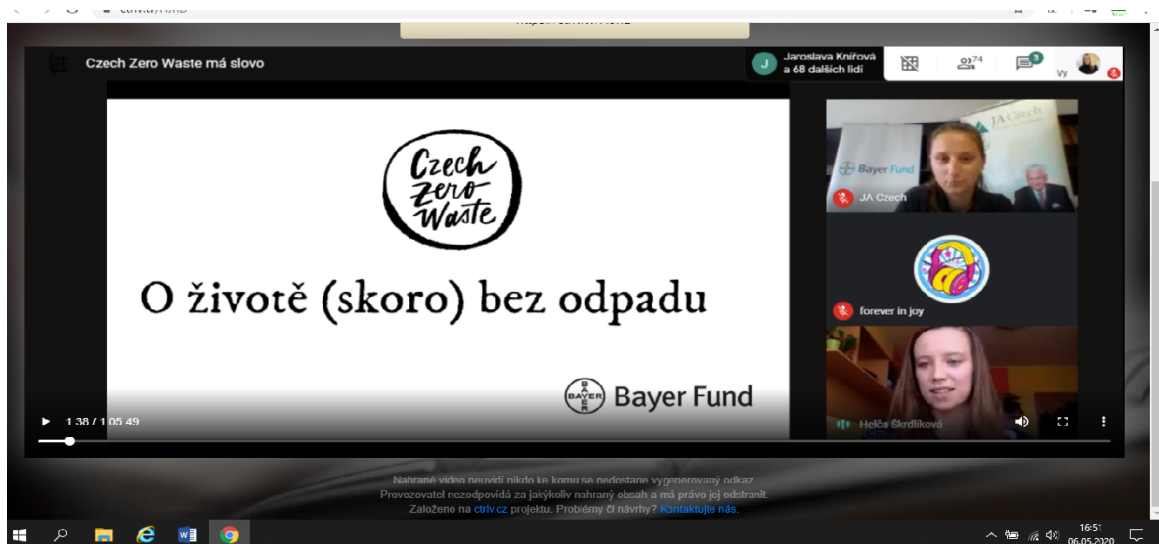 Czech Zero Waste má slovo
J
Jaroslava Knířová
a 68 dalších lidí
74
3
Vy
Czech
Zero
Waste
O životě (skoro) bez odpadu
BAYER
Bayer Fund
Bayer Fund
JA Czech
JA Czech
forever in joy
Helča Škrdlíková
1:38 / 1:05:49
Nahrané video neuvidí nikdo ke komu se nedostane vygenerovaný odkaz
Provozovatel nezodpovídá za jakýkoliv nahraný obsah a má právo jej odstranit.
Založeno na ctrlv.cz projektu. Problémy či návrhy? Kontaktujte nás.
16:51
06.05.2020